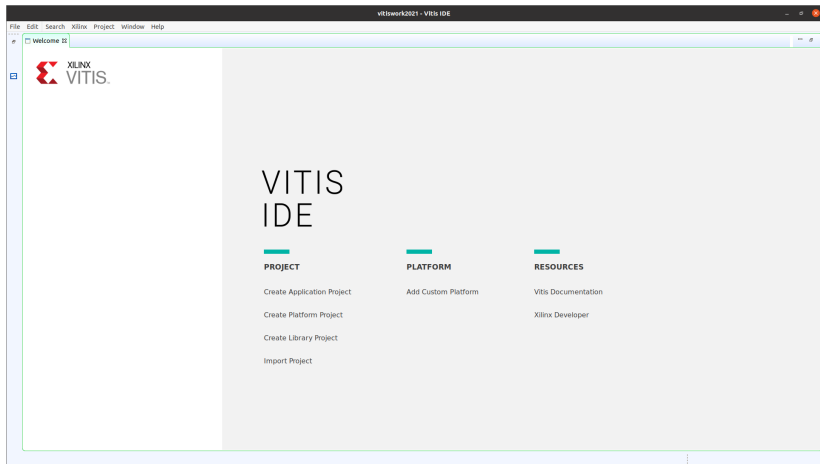 vitiswork2021 - Vitis IDE
File Edit Search Xilinx Project Window Help
Welcome
XILINX
VITIS.
VITIS
IDE
PROJECT
PLATFORM
RESOURCES
Create Application Project
Add Custom Platform
Vitis Documentation
Create Platform Project
Xilinx Developer
Create Library Project
Import Project